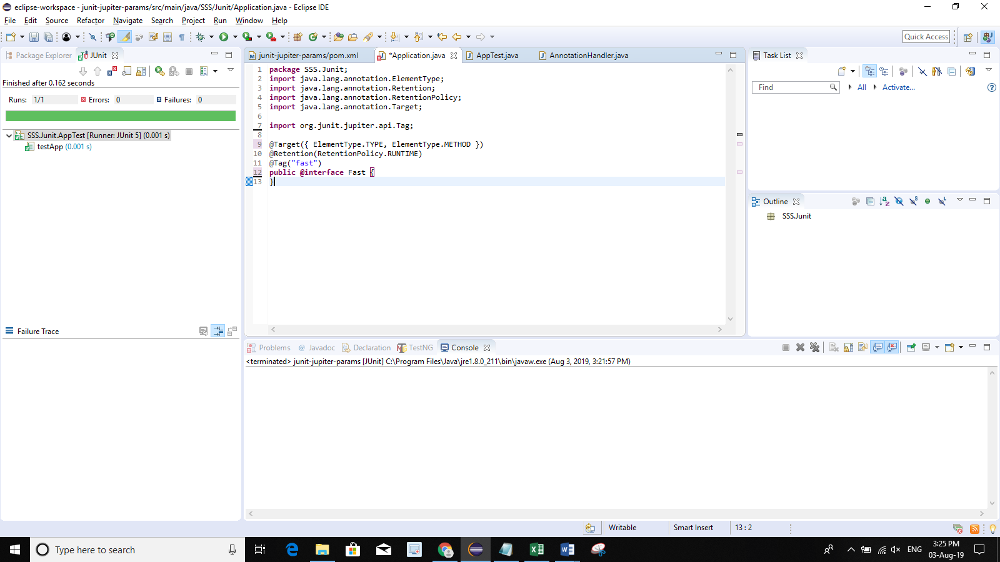 eclipse-workspace - junit-jupiter-params/src/main/java/SSS/Junit/Application.java - Eclipse IDE
File Edit Source Refactor Navigate Search Project Run Window Help
Quick Access
Package Explorer JUnit
Finished after 0.162 seconds
Runs: 1/1 Errors: 0 Failures: 0
SSS.Junit.AppTest [Runner: JUnit 5] (0.001 s)
testApp (0.001 s)
Failure Trace
junit-jupiter-params/pom.xml *Application.java AppTest.java AnnotationHandler.java
1 package SSS.Junit;
2 import java.lang.annotation.ElementType;
3 import java.lang.annotation.Retention;
4 import java.lang.annotation.RetentionPolicy;
5 import java.lang.annotation.Target;
6
7 import org.junit.jupiter.api.Tag;
8
9 @Target({ ElementType.TYPE, ElementType.METHOD })
10 @Retention(RetentionPolicy.RUNTIME)
11 @Tag("fast")
12 public @interface Fast {
13 }
Task List
Find All Activate...
Outline
SSS.Junit
Problems @ Javadoc Declaration TestNG Console
<terminated> junit-jupiter-params [JUnit] C:\Program Files\Java\jre1.8.0_211\bin\javaw.exe (Aug 3, 2019, 3:21:57 PM)
Writable Smart Insert 13 : 2
Type here to search
ENG
3:25 PM
03-Aug-19